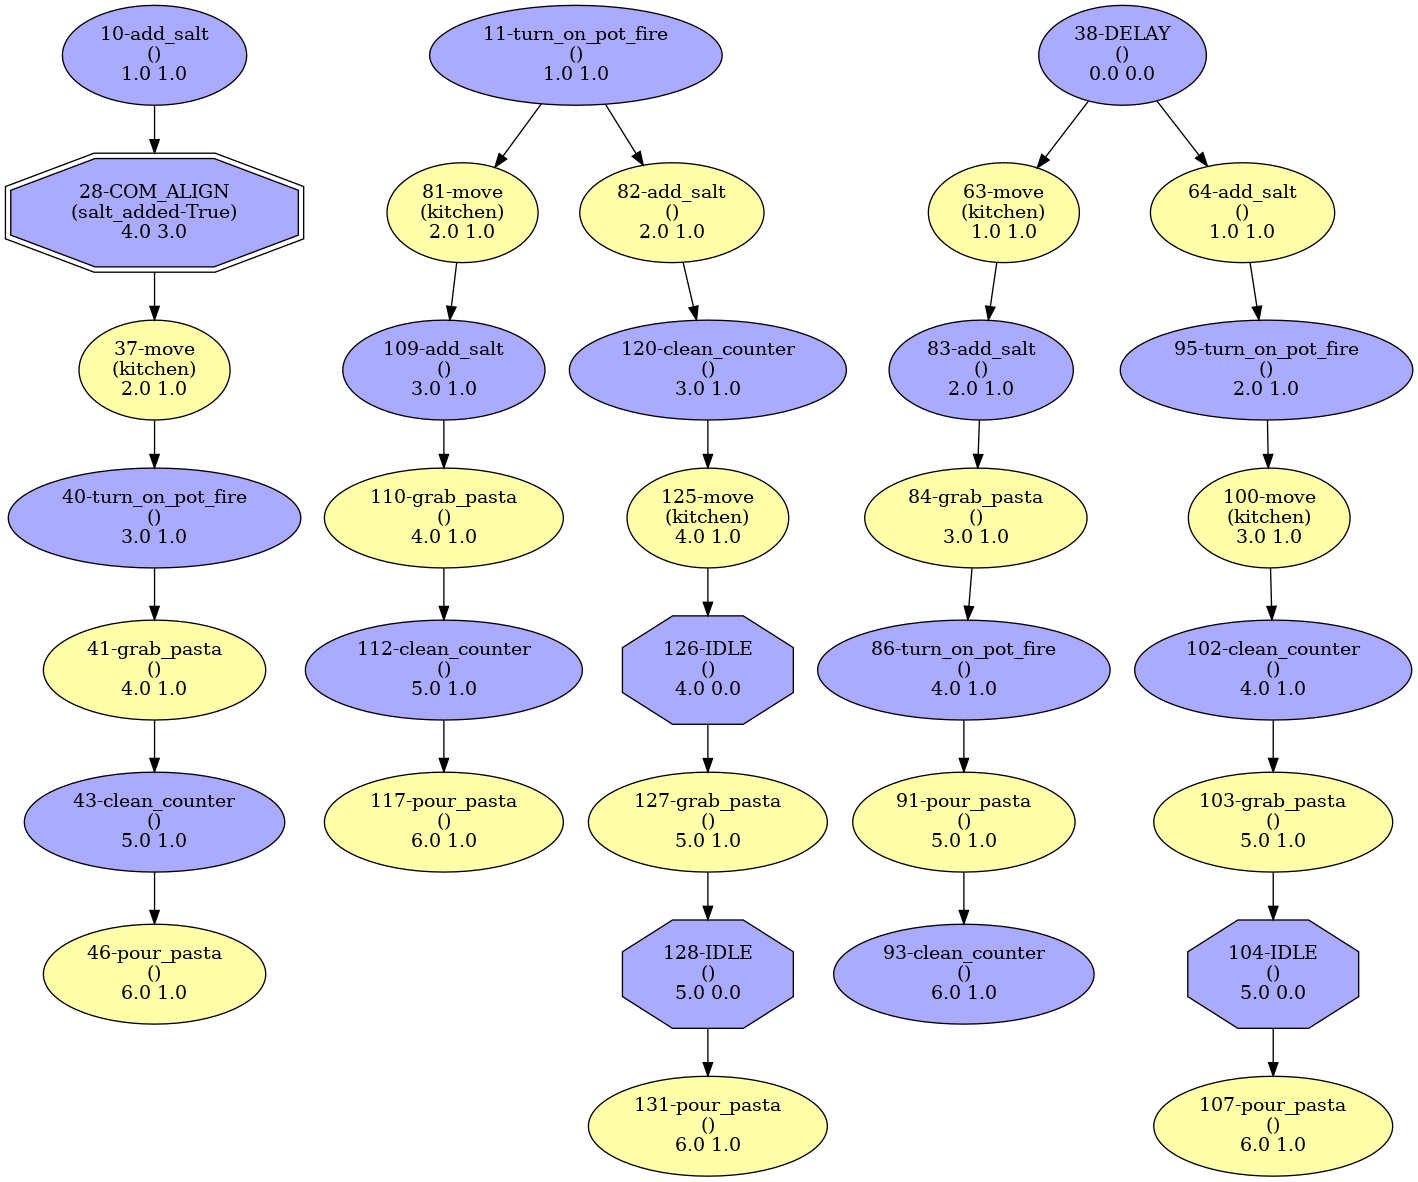 10-add_salt
()
1.0 1.0
28-COM_ALIGN
(salt_added-True)
4.0 3.0
37-move
(kitchen)
2.0 1.0
40-turn_on_pot_fire
()
3.0 1.0
41-grab_pasta
()
4.0 1.0
43-clean_counter
()
5.0 1.0
46-pour_pasta
()
6.0 1.0
11-turn_on_pot_fire
()
1.0 1.0
81-move
(kitchen)
2.0 1.0
109-add_salt
()
3.0 1.0
110-grab_pasta
()
4.0 1.0
112-clean_counter
()
5.0 1.0
117-pour_pasta
()
6.0 1.0
82-add_salt
()
2.0 1.0
120-clean_counter
()
3.0 1.0
125-move
(kitchen)
4.0 1.0
126-IDLE
()
4.0 0.0
127-grab_pasta
()
5.0 1.0
128-IDLE
()
5.0 0.0
131-pour_pasta
()
6.0 1.0
38-DELAY
()
0.0 0.0
63-move
(kitchen)
1.0 1.0
83-add_salt
()
2.0 1.0
84-grab_pasta
()
3.0 1.0
86-turn_on_pot_fire
()
4.0 1.0
91-pour_pasta
()
5.0 1.0
93-clean_counter
()
6.0 1.0
64-add_salt
()
1.0 1.0
95-turn_on_pot_fire
()
2.0 1.0
100-move
(kitchen)
3.0 1.0
102-clean_counter
()
4.0 1.0
103-grab_pasta
()
5.0 1.0
104-IDLE
()
5.0 0.0
107-pour_pasta
()
6.0 1.0